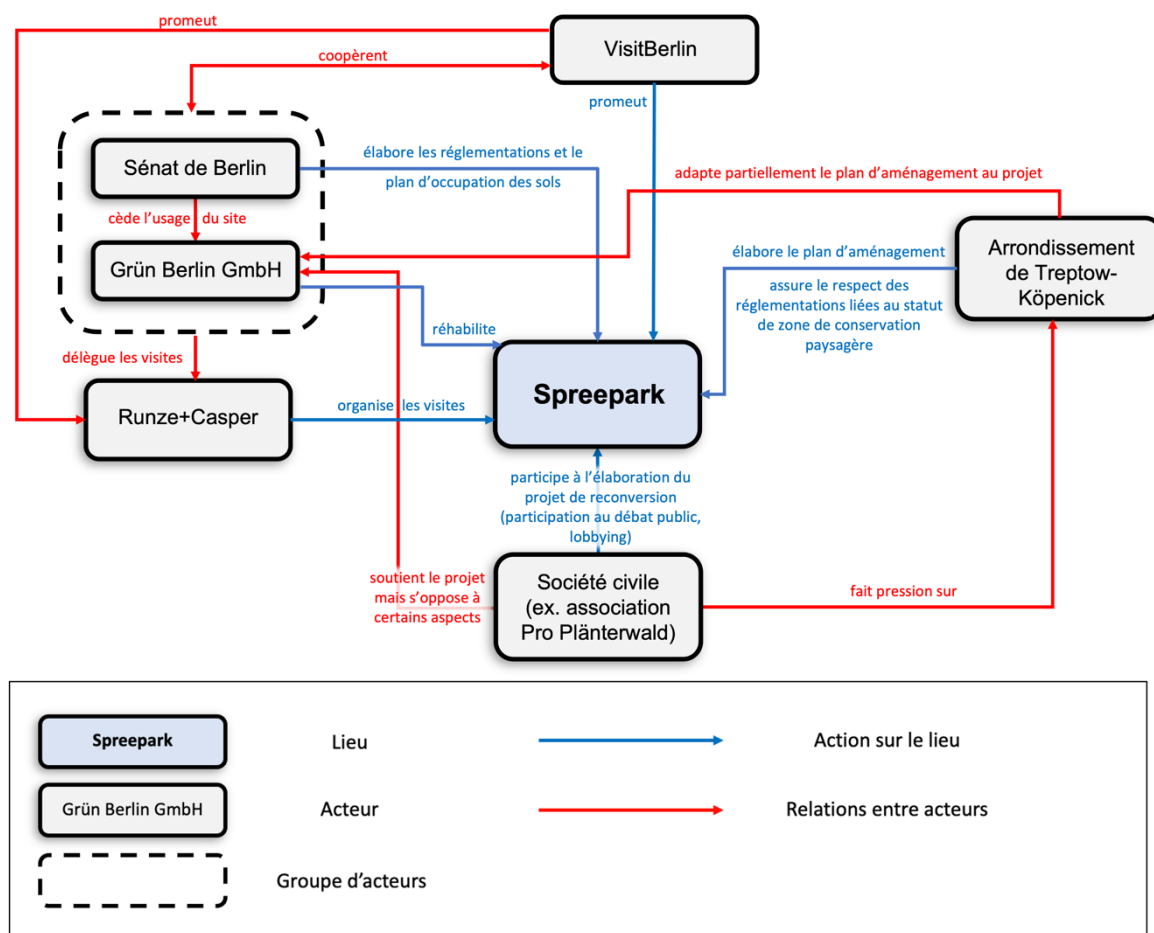 promeut
VisitBerlin
coopèrent
promeut
Sénat de Berlin
élabore les réglementations et le
plan d'occupation des sols
adapte partiellement le plan d'aménagement au projet
cède l'usage du site
Grün Berlin GmbH
élabore le plan d'aménagement
assure le respect des
réglementations liées au statut
de zone de conservation
paysagère
Arrondissement
de Treptow-
Köpenick
réhabilite
délègue les visites
Spreepark
Runze+Casper
organise les visites
participe à l'élaboration du
projet de reconversion
(participation au débat public,
lobbying)
soutient le projet
mais s'oppose à
certains aspects
Société civile
(ex. association
Pro Plänterwald)
fait pression sur
Spreepark
Lieu
Action sur le lieu
Grün Berlin GmbH
Acteur
Relations entre acteurs
Groupe d'acteurs